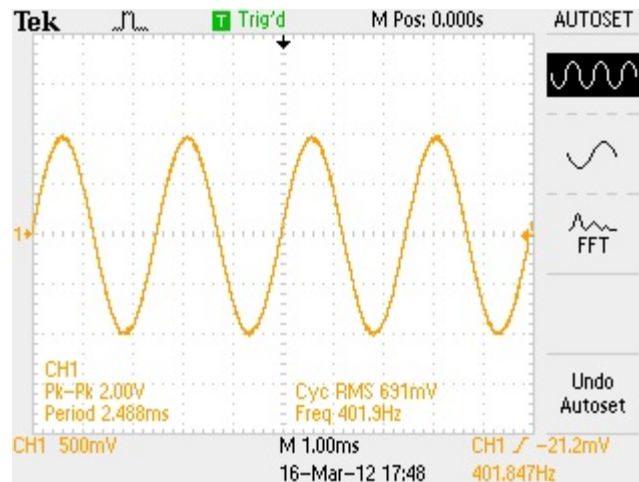 Tek T Trig'd M Pos: 0.000s AUTOSET
1
FFT
CH1
Pk-Pk 2.00V Cyc RMS 691mV
Period 2.488ms Freq 401.9Hz
Undo
Autoset
CH1 500mV M 1.00ms CH1 -21.2mV
16-Mar-12 17:48 401.847Hz